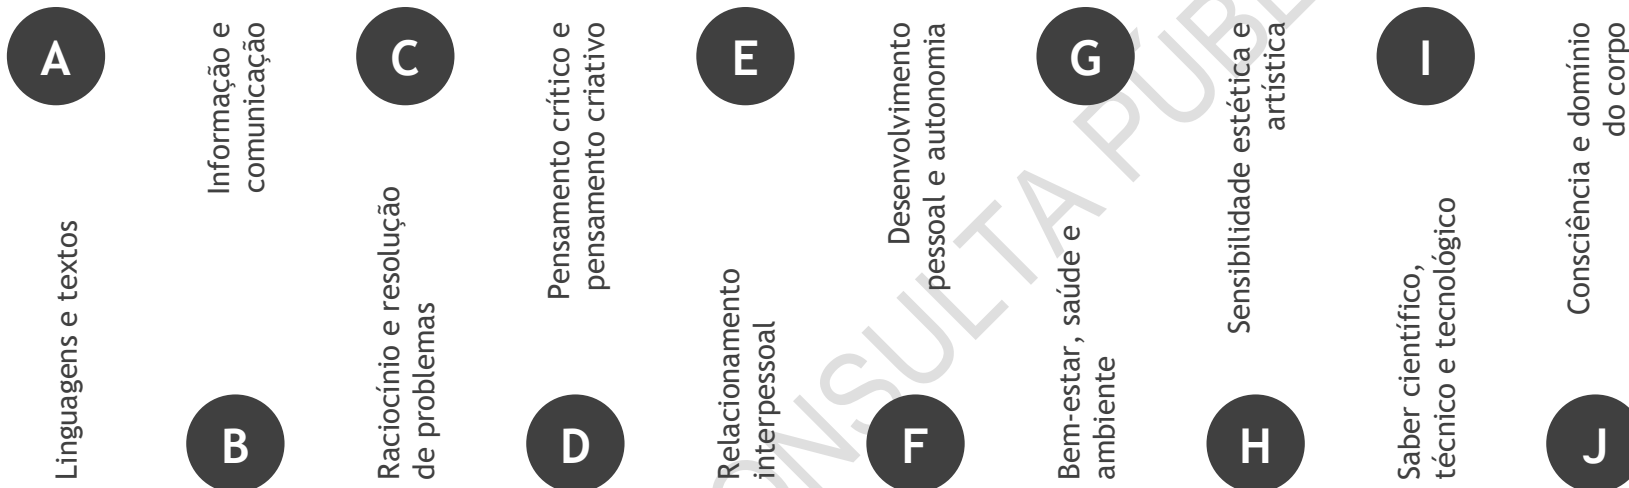 A
Linguagens e textos
B
Informação e
comunicação
C
Raciocínio e resolução
de problemas
D
Pensamento crítico e
pensamento criativo
E
Relacionamento
interpessoal
F
Desenvolvimento
pessoal e autonomia
G
Bem-estar, saúde e
ambiente
H
Sensibilidade estética e
artística
I
Saber científico,
técnico e tecnológico
J
Consciência e domínio
do corpo